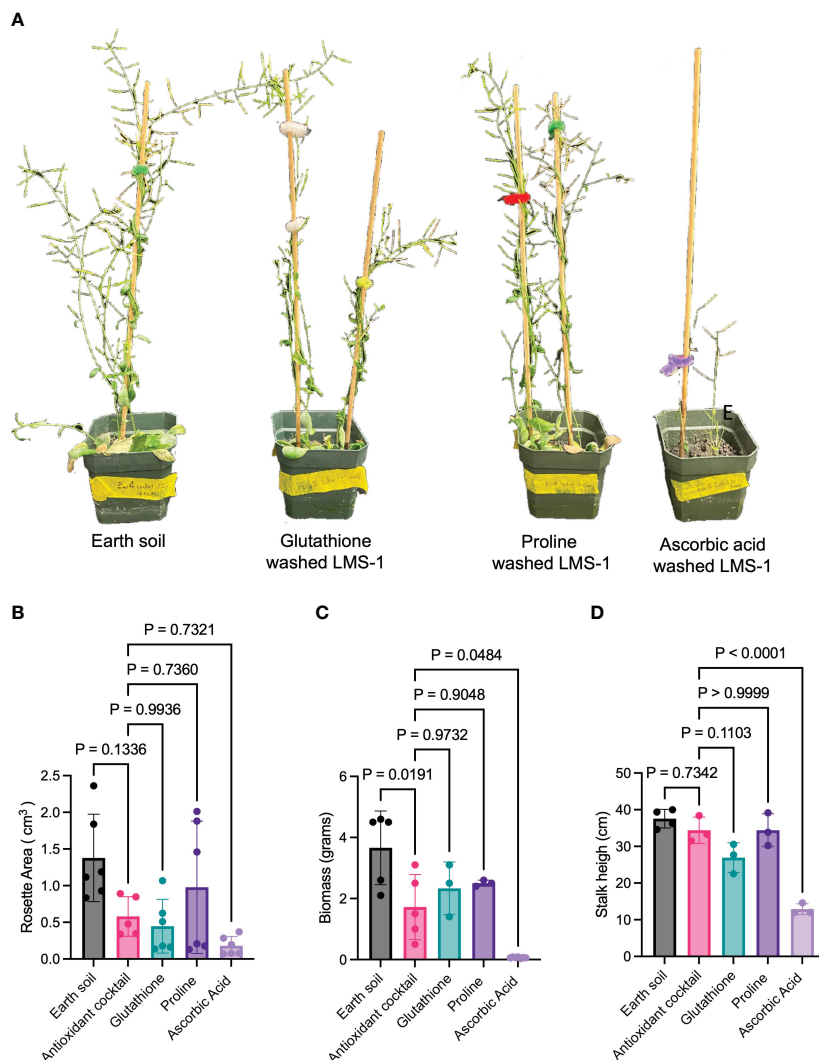 A
E
Earth soil
Glutathione
washed LMS-1
Proline
washed LMS-1
Ascorbic acid
washed LMS-1
B
P = 0.7321
P = 0.7360
P = 0.9936
P = 0.1336
Rosette Area ( cm³ )
2.5
2.0
1.5
1.0
0.5
0.0
Earth soil
Antioxidant cocktail
Glutathione
Proline
Ascorbic Acid
C
P = 0.0484
P = 0.9048
P = 0.9732
P = 0.0191
Biomass (grams)
6
4
2
0
Earth soil
Antioxidant cocktail
Glutathione
Proline
Ascorbic Acid
D
P < 0.0001
P > 0.9999
P = 0.1103
P = 0.7342
Stalk heigh (cm)
50
40
30
20
10
0
Earth soil
Antioxidant cocktail
Glutathione
Proline
Ascorbic Acid